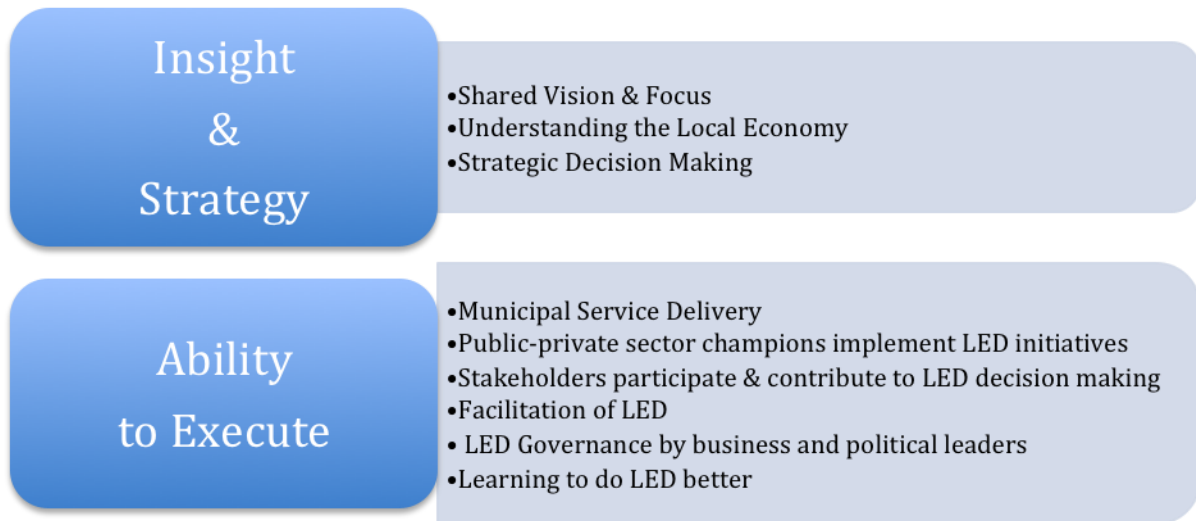 Insight
&
Strategy
•Shared Vision & Focus
•Understanding the Local Economy
•Strategic Decision Making
Ability
to Execute
•Municipal Service Delivery
•Public-private sector champions implement LED initiatives
•Stakeholders participate & contribute to LED decision making
•Facilitation of LED
• LED Governance by business and political leaders
•Learning to do LED better